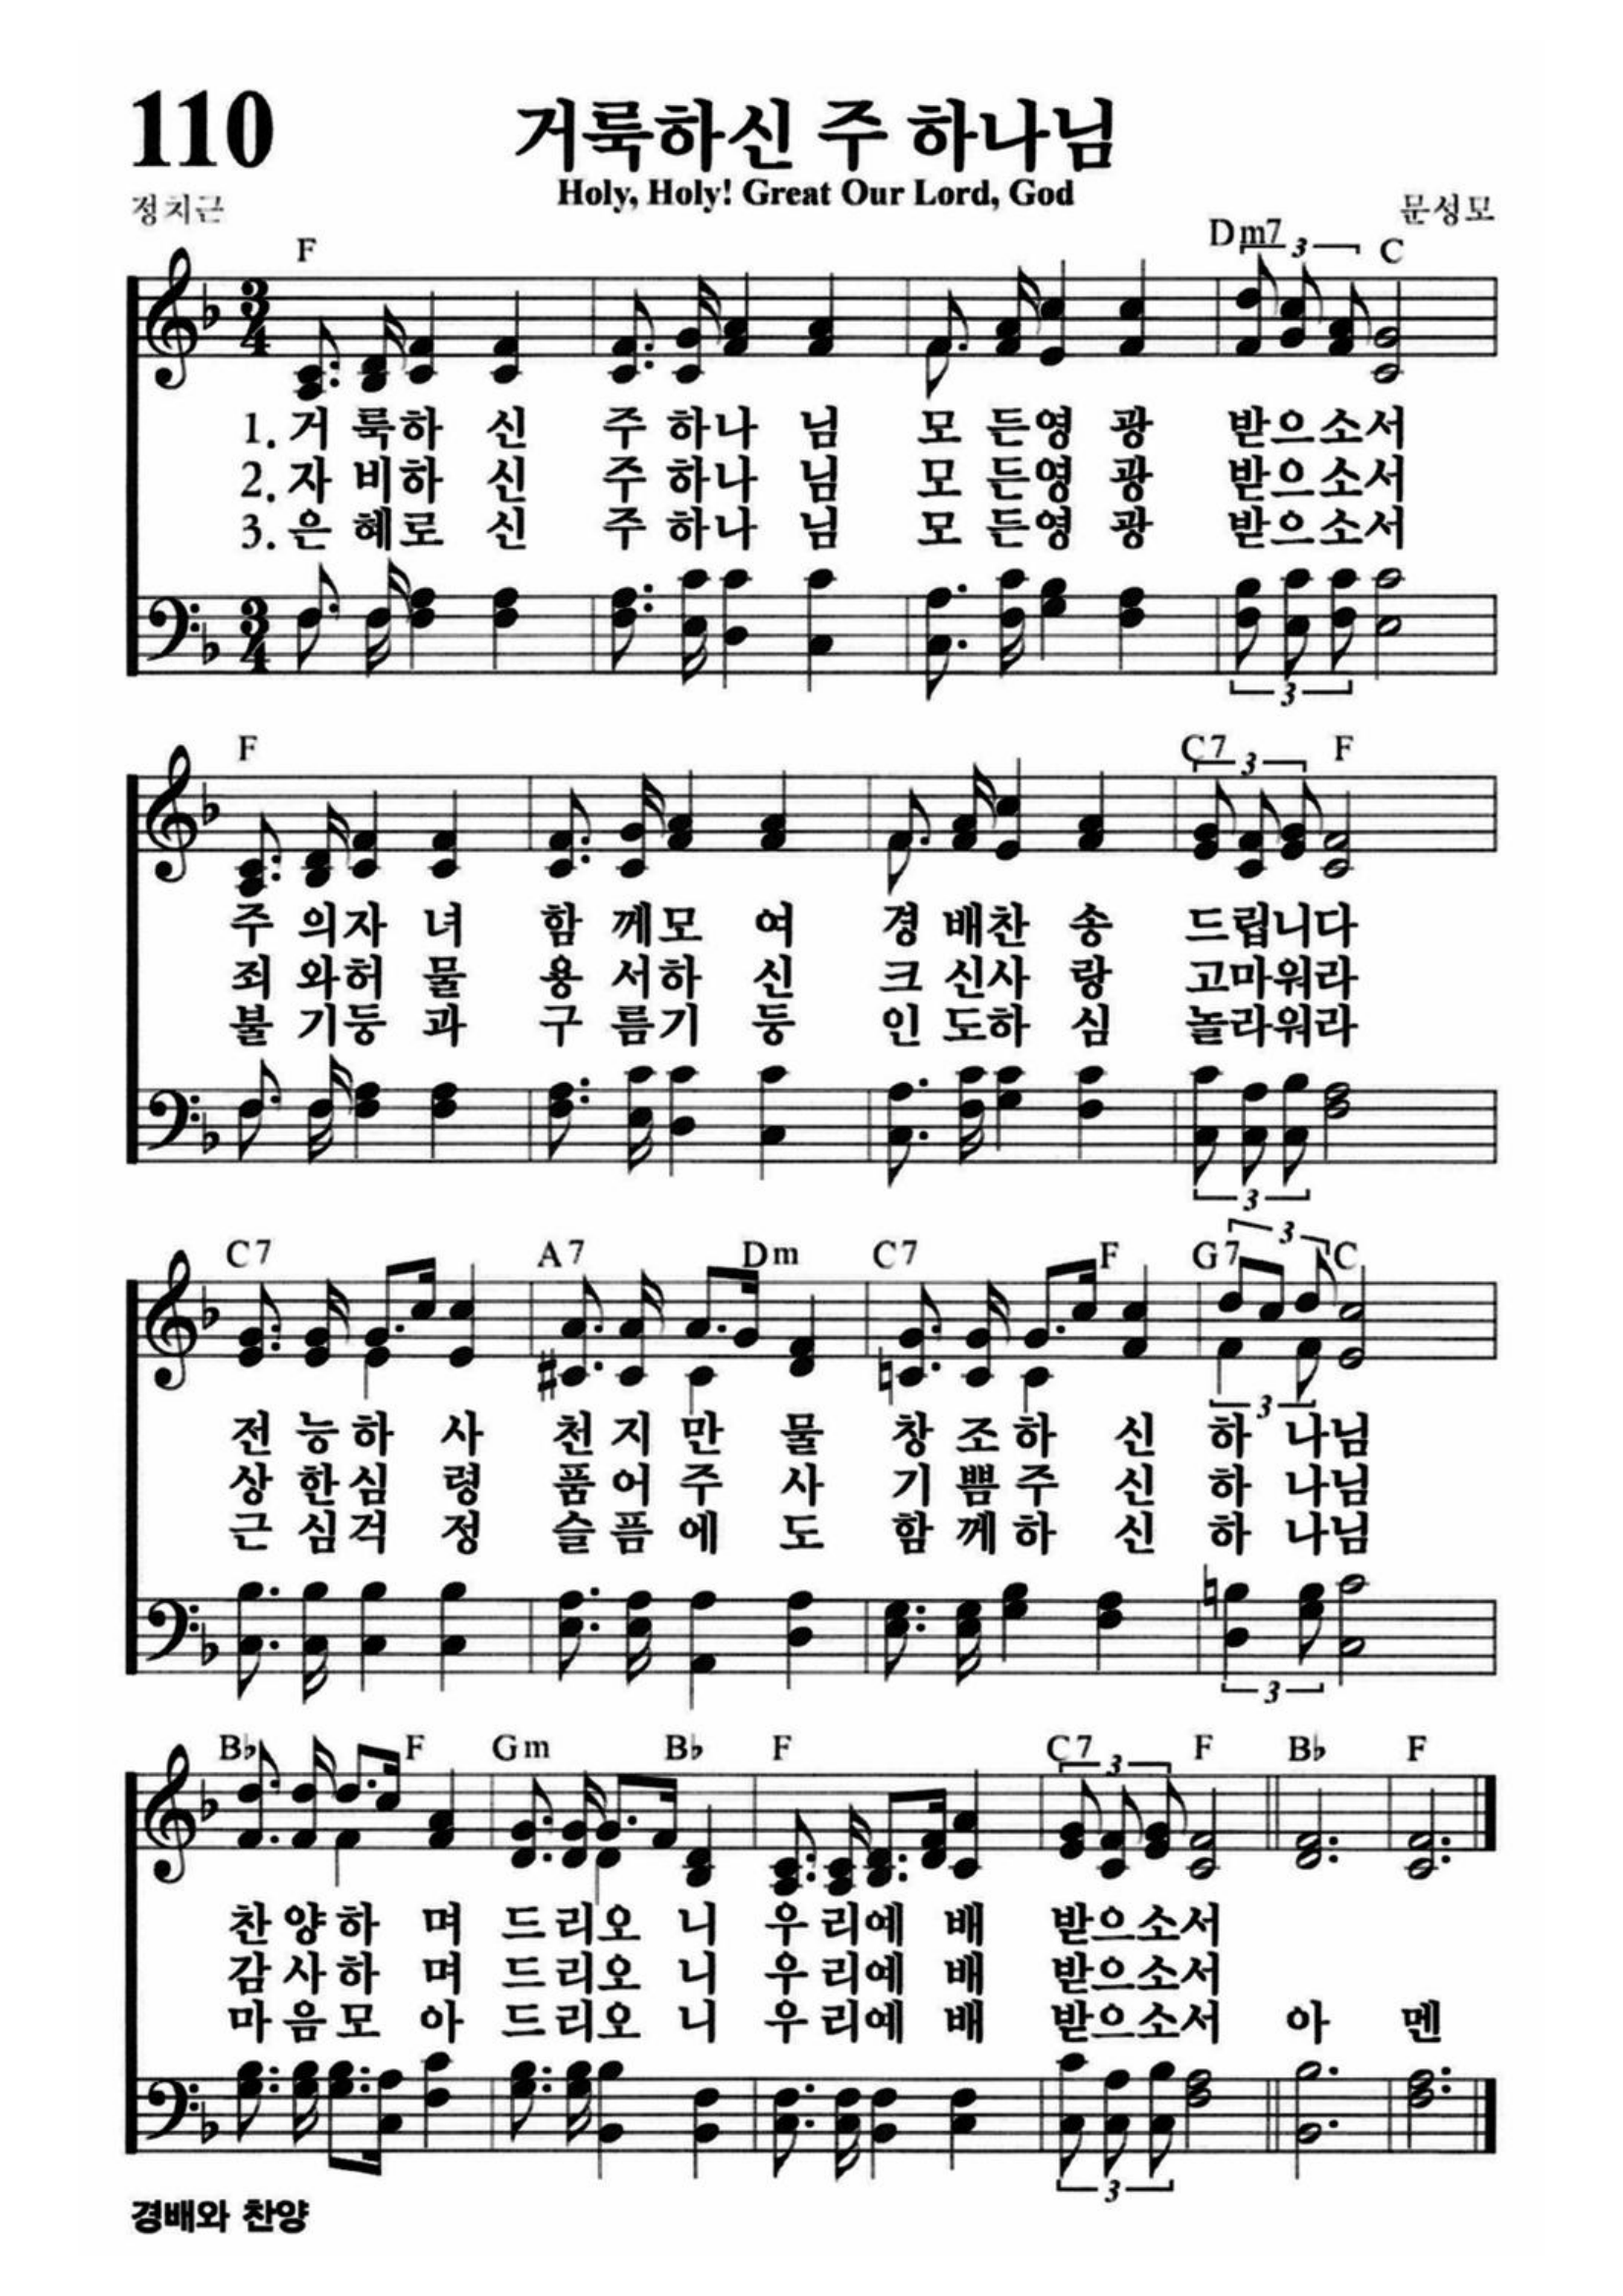 110
거룩하신 주 하나님
Holy, Holy! Great Our Lord, God
정치근
문성모
F Dm7 3 C
3 4
1. 거 룩하 신 주 하나 님 모 든영 광 받으소서
2. 자 비하 신 주 하나 님 모 든영 광 받으소서
3. 은 혜로 신 주 하나 님 모 든영 광 받으소서
3 4
3
F C7 3 F
주 의자 녀 함 께모 여 경 배찬 송 드립니다
죄 와허 물 용 서하 신 크 신사 랑 고마워라
불 기둥 과 구 름기 둥 인 도하 심 놀라워라
3
3
C7 A7 Dm C7 F G7 C
3
전 능하 사 천 지 만 물 창 조하 신 하 나님
상 한심 령 품 어 주 사 기 쁨주 신 하 나님
근 심걱 정 슬 픔 에 도 함 께하 신 하 나님
3
B♭ F Gm B♭ F C7 3 F B♭ F
찬 양하 며 드리오 니 우 리예 배 받으소서
감 사하 며 드리오 니 우 리예 배 받으소서
마 음모 아 드리오 니 우 리예 배 받으소서 아 멘
3
경배와 찬양